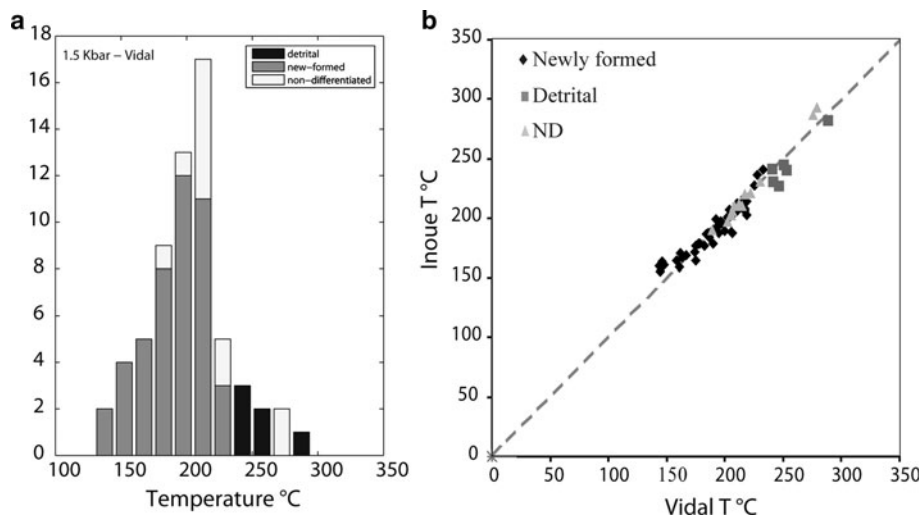 a
1.5 Kbar – Vidal
detrital
new-formed
non-differentiated
18
16
14
12
10
8
6
4
2
0
100 150 200 250 300 350
Temperature °C
b
Newly formed
Detrital
ND
350
300
250
200
150
100
50
0
Inoue T °C
0 50 100 150 200 250 300 350
Vidal T °C